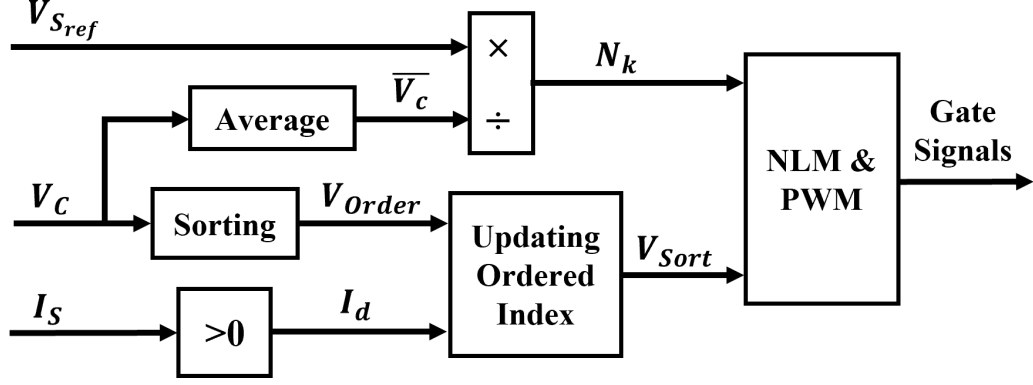 V_{S_{ref}}
×
÷
N_k
\overline{V_c}
Average
Gate
Signals
NLM &
PWM
V_C
Sorting
V_{Order}
Updating
Ordered
Index
V_{Sort}
I_S
>0
I_d